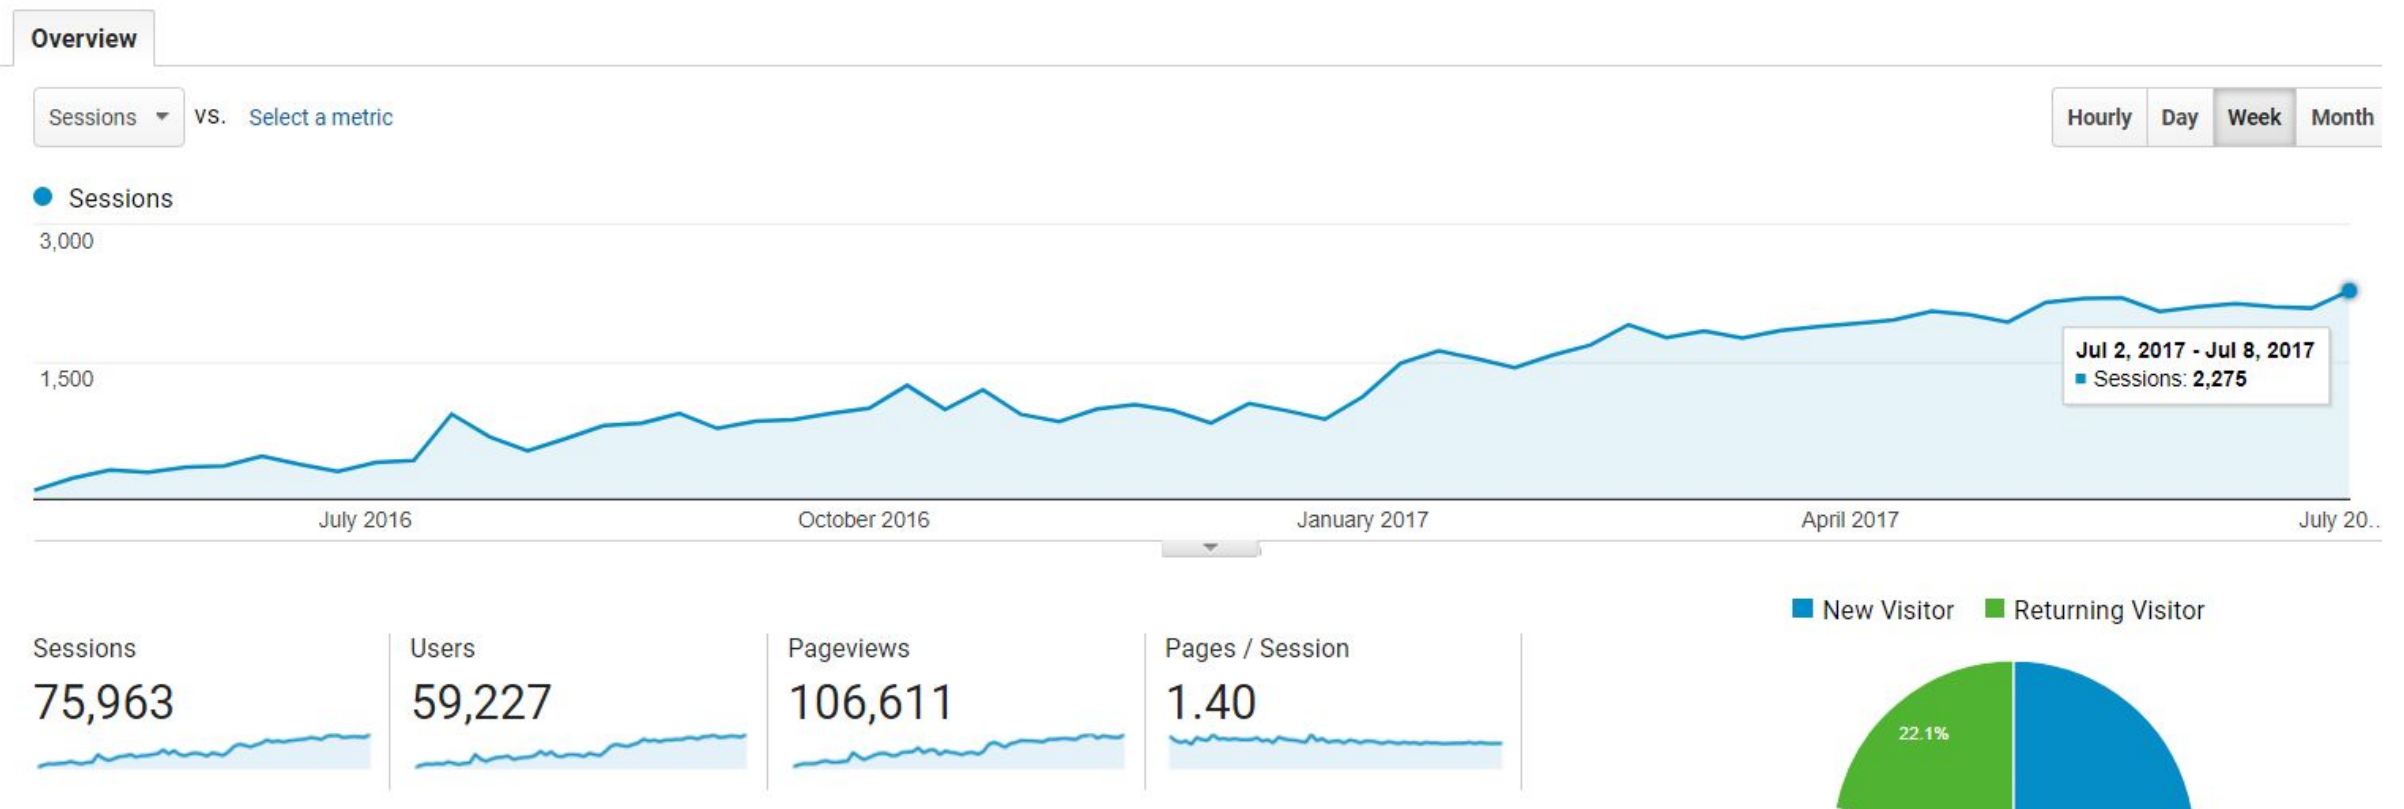 Overview
Sessions vs. Select a metric
Hourly Day Week Month
Sessions
3,000
1,500
Jul 2, 2017 - Jul 8, 2017
Sessions: 2,275
July 2016 October 2016 January 2017 April 2017 July 20...
New Visitor Returning Visitor
Sessions Users Pageviews Pages / Session
75,963 59,227 106,611 1.40
22.1%